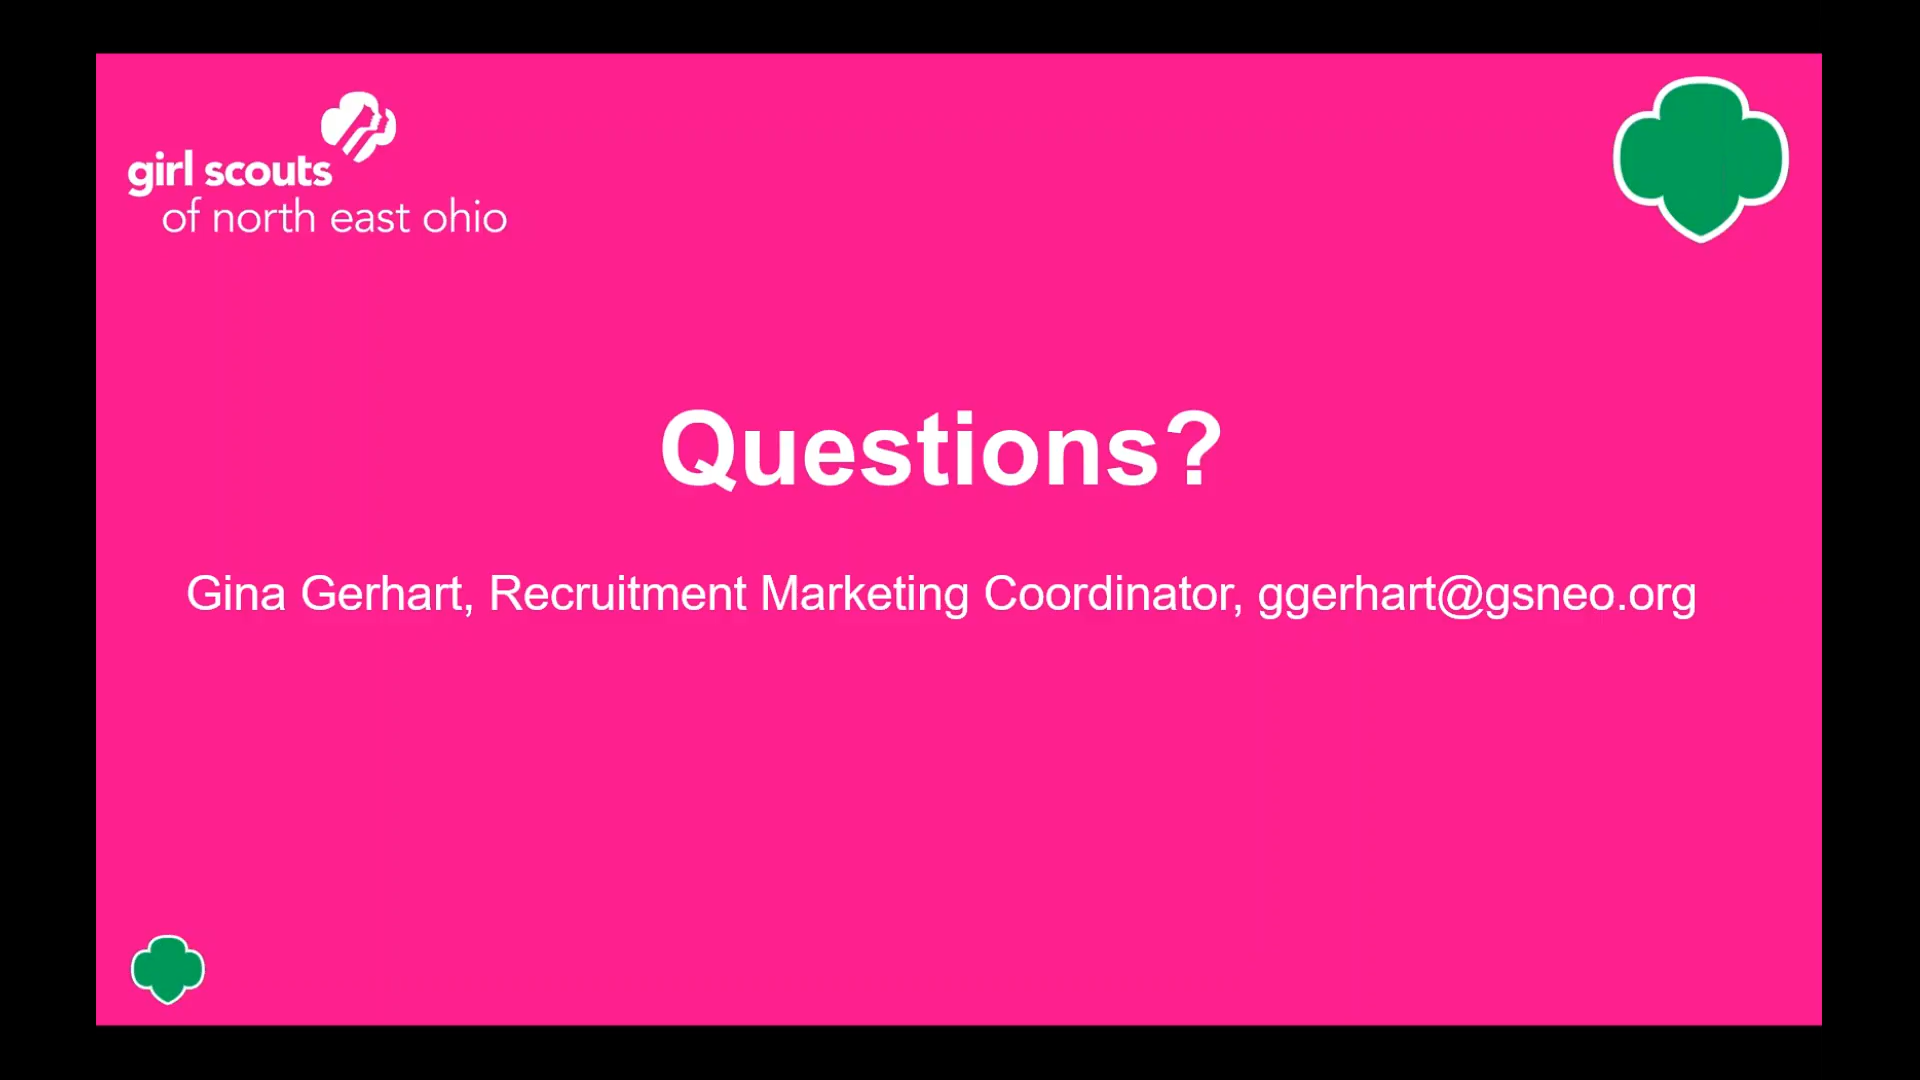 girl scouts
of north east ohio
Questions?
Gina Gerhart, Recruitment Marketing Coordinator, ggerhart@gsneo.org